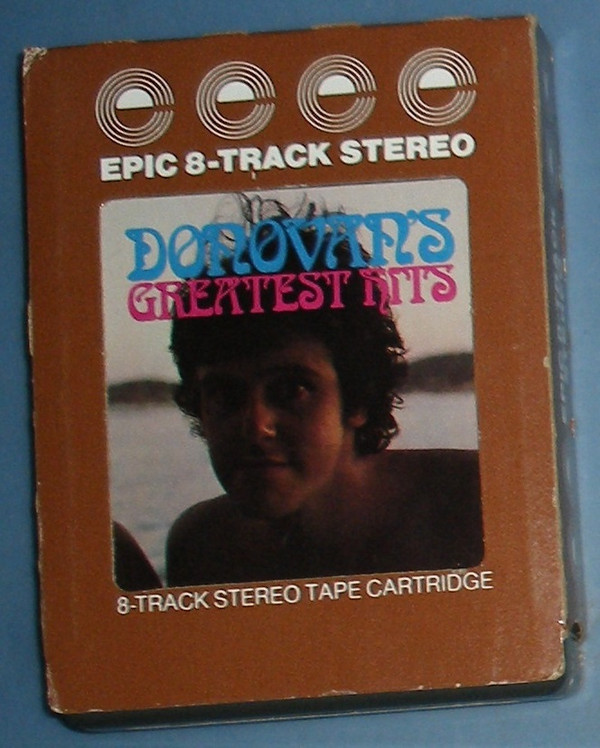 EPIC 8-TRACK STEREO
DONOVAN'S
GREATEST HITS
8-TRACK STEREO TAPE CARTRIDGE